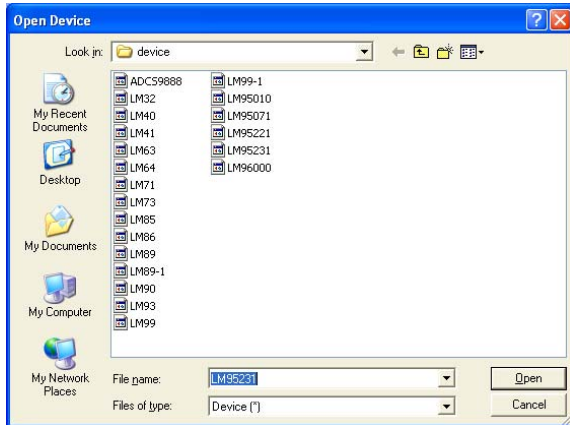 Open Device
Look in: device
My Recent Documents
Desktop
My Documents
My Computer
My Network Places
ADCS9888
LM32
LM40
LM41
LM63
LM64
LM71
LM73
LM85
LM86
LM89
LM89-1
LM90
LM93
LM99
LM99-1
LM95010
LM95071
LM95221
LM95231
LM96000
File name: LM95231 Open
Files of type: Device (*) Cancel